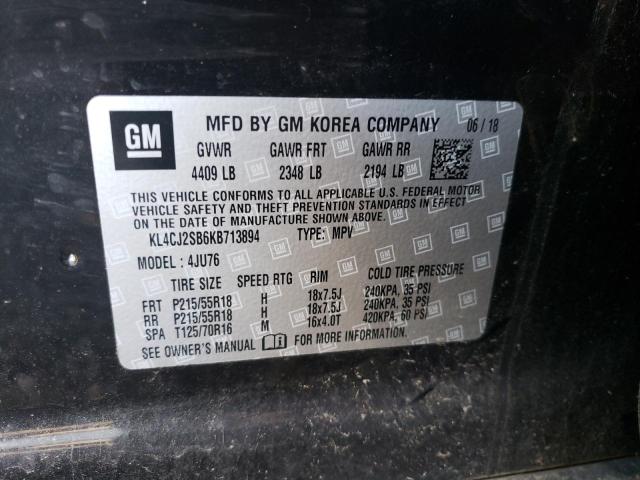 GM MFD BY GM KOREA COMPANY 06 / 18
GVWR GAWR FRT GAWR RR
4409 LB 2348 LB 2194 LB
THIS VEHICLE CONFORMS TO ALL APPLICABLE U.S. FEDERAL MOTOR
VEHICLE SAFETY AND THEFT PREVENTION STANDARDS IN EFFECT
ON THE DATE OF MANUFACTURE SHOWN ABOVE.
KL4CJ2SB6KB713894 TYPE: MPV
MODEL : 4JU76
TIRE SIZE SPEED RTG RIM COLD TIRE PRESSURE
FRT P215/55R18 H 18x7.5J 240KPA, 35 PSI
RR P215/55R18 H 18x7.5J 240KPA, 35 PSI
SPA T125/70R16 M 16x4.0T 420KPA, 60 PSI
SEE OWNER'S MANUAL FOR MORE INFORMATION